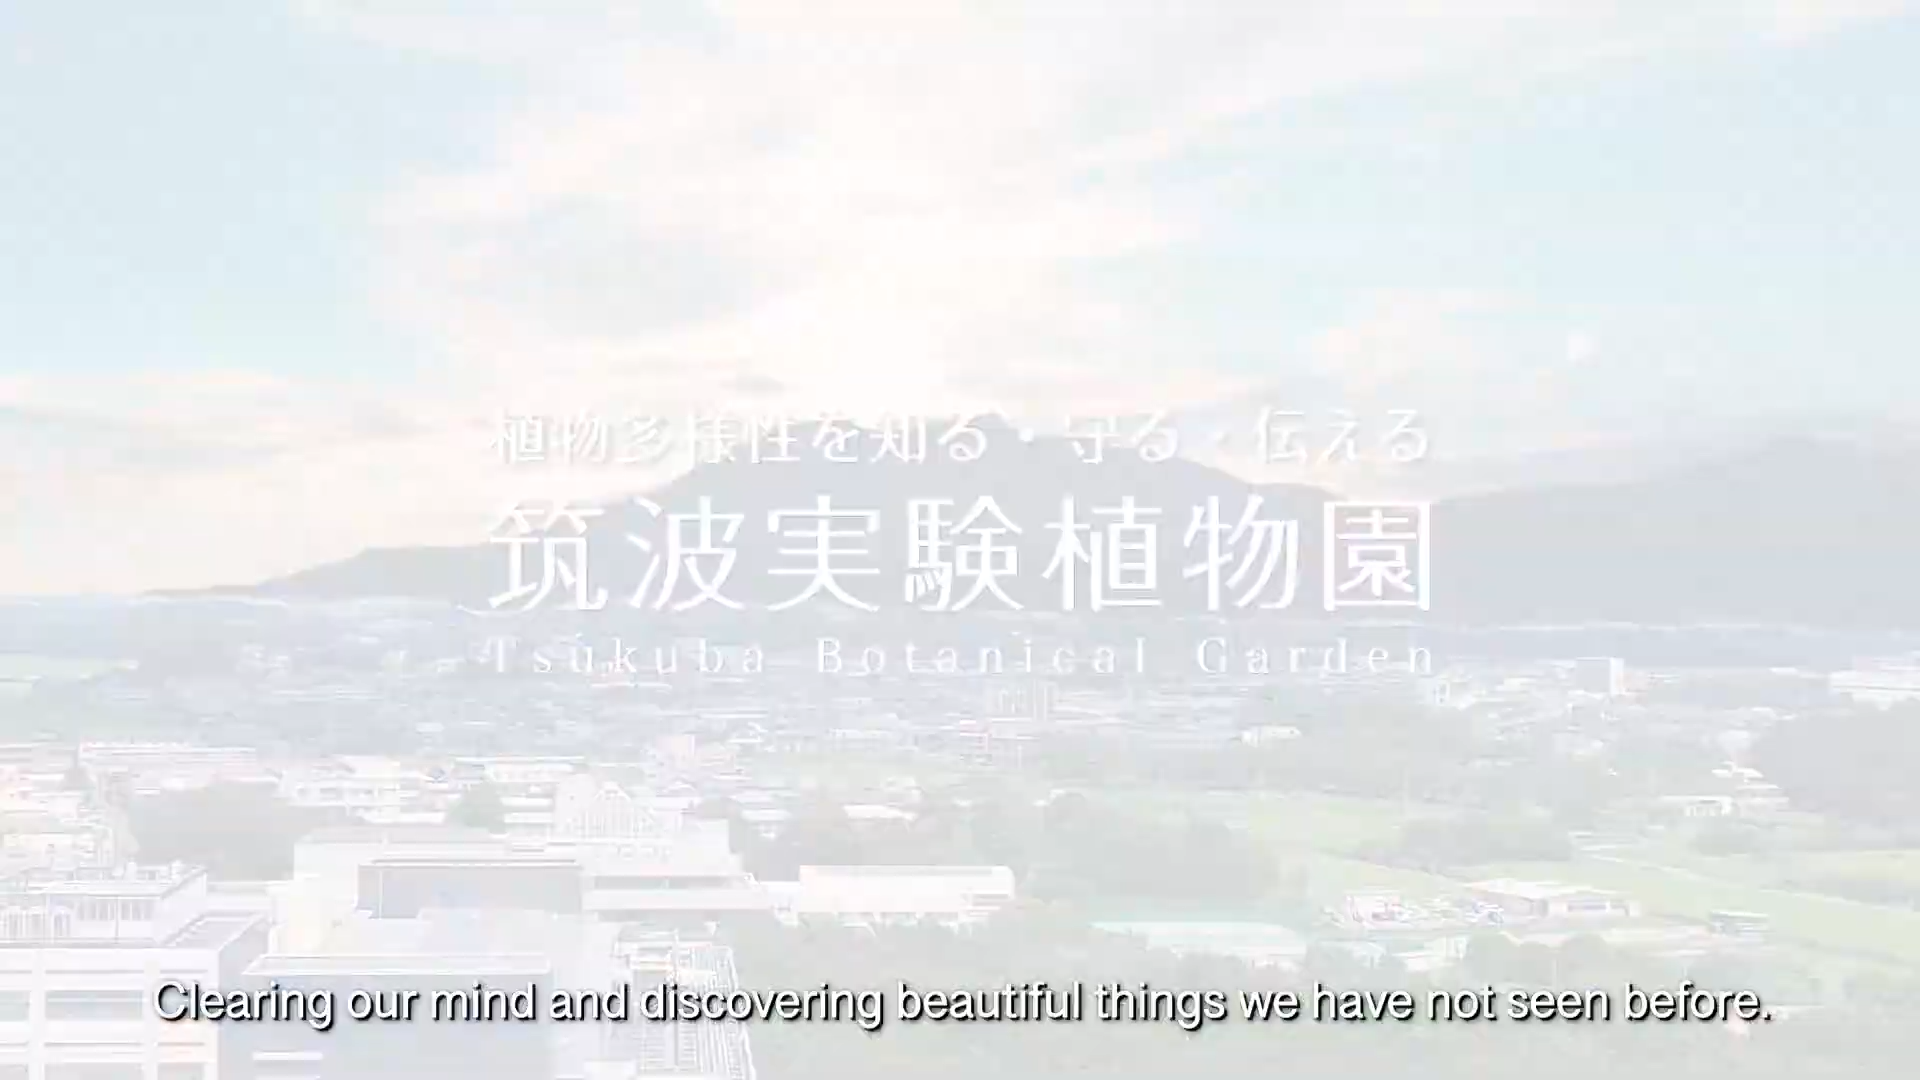 植物多様性を知る・守る・伝える
筑波実験植物園
Tsukuba Botanical Garden
Clearing our mind and discovering beautiful things we have not seen before.